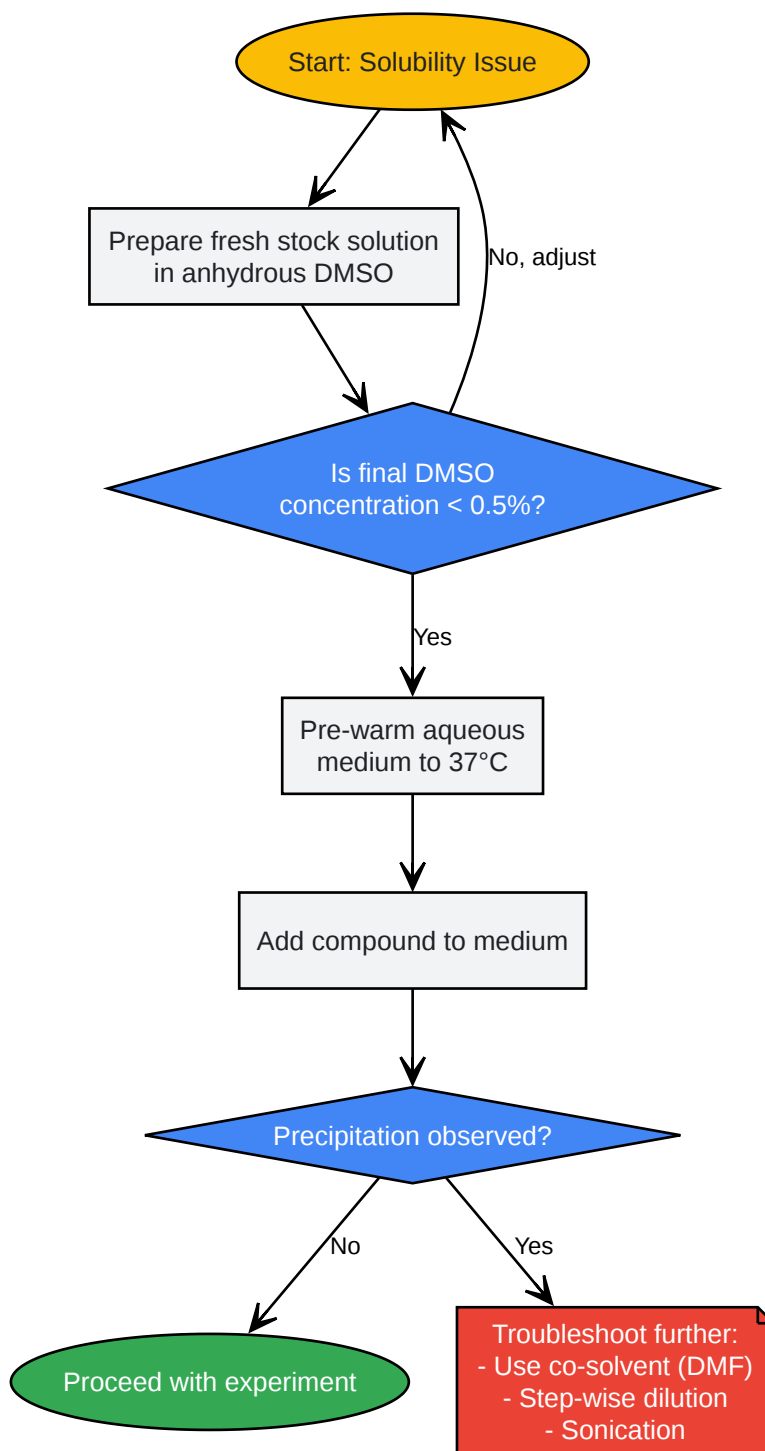 Start: Solubility Issue
Prepare fresh stock solution
in anhydrous DMSO
No, adjust
Is final DMSO
concentration < 0.5%?
Yes
Pre-warm aqueous
medium to 37°C
Add compound to medium
Precipitation observed?
No
Yes
Proceed with experiment
Troubleshoot further:
- Use co-solvent (DMF)
- Step-wise dilution
- Sonication